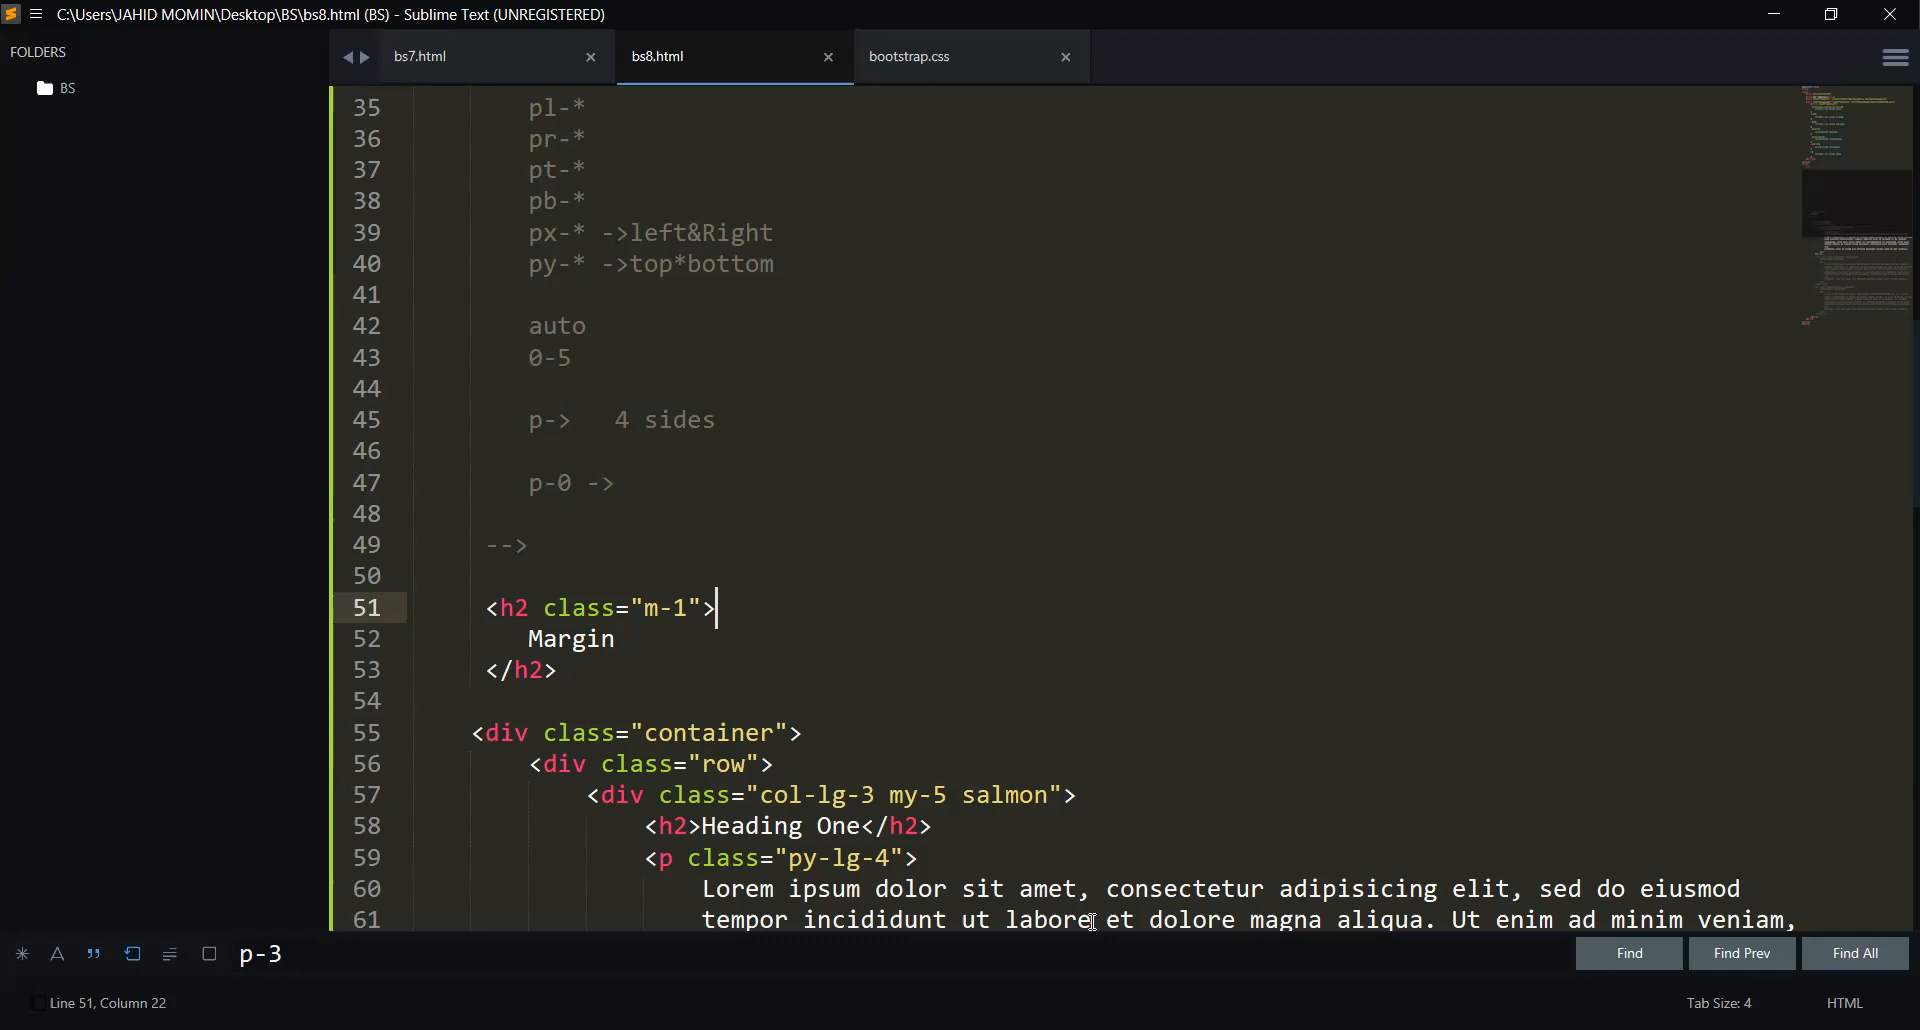 C:\Users\JAHID MOMIN\Desktop\BS\bs8.html (BS) - Sublime Text (UNREGISTERED)
FOLDERS
BS
bs7.html
bs8.html
bootstrap.css
35 pl-*
36 pr-*
37 pt-*
38 pb-*
39 px-* ->left&Right
40 py-* ->top*bottom
41
42 auto
43 0-5
44
45 p-> 4 sides
46
47 p-0 ->
48
49 -->
50
51 <h2 class="m-1">
52 Margin
53 </h2>
54
55 <div class="container">
56 <div class="row">
57 <div class="col-lg-3 my-5 salmon">
58 <h2>Heading One</h2>
59 <p class="py-lg-4">
60 Lorem ipsum dolor sit amet, consectetur adipisicing elit, sed do eiusmod
61 tempor incididunt ut labore et dolore magna aliqua. Ut enim ad minim veniam,
p-3
Find
Find Prev
Find All
Line 51, Column 22
Tab Size: 4
HTML